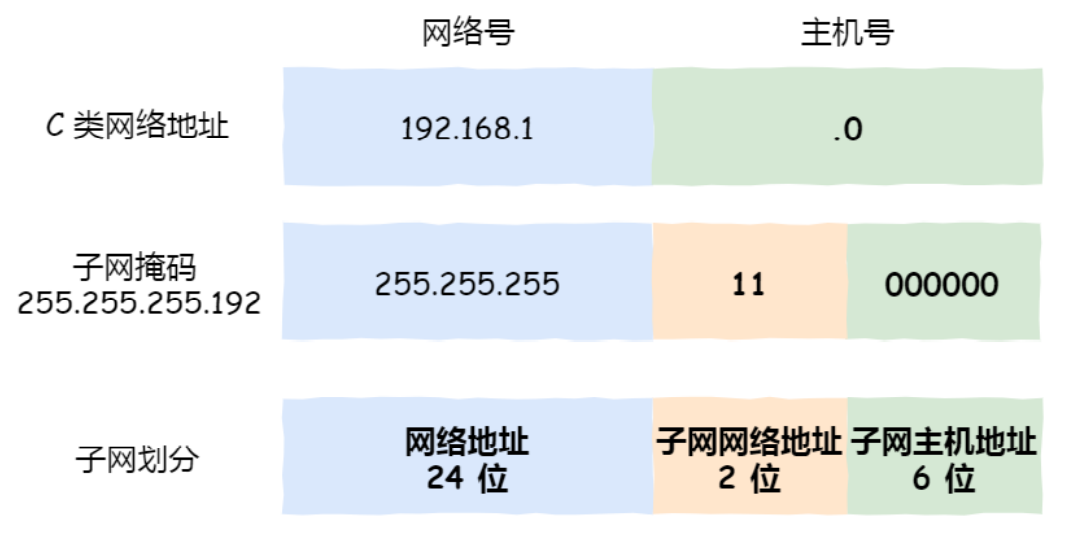 网络号
主机号
C 类网络地址
192.168.1
.0
子网掩码
255.255.255.192
255.255.255
11
000000
子网划分
网络地址
24 位
子网网络地址
2 位
子网主机地址
6 位